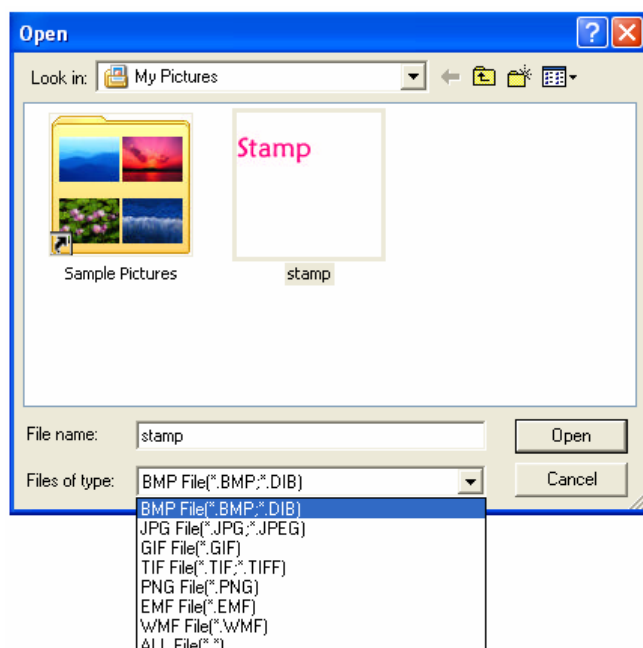 Open
Look in: My Pictures
Stamp
Sample Pictures
stamp
File name: stamp
Open
Files of type: BMP File(*.BMP;*.DIB)
Cancel
BMP File(*.BMP;*.DIB)
JPG File(*.JPG;*.JPEG)
GIF File(*.GIF)
TIF File(*.TIF;*.TIFF)
PNG File(*.PNG)
EMF File(*.EMF)
WMF File(*.WMF)
ALL File(*.*)